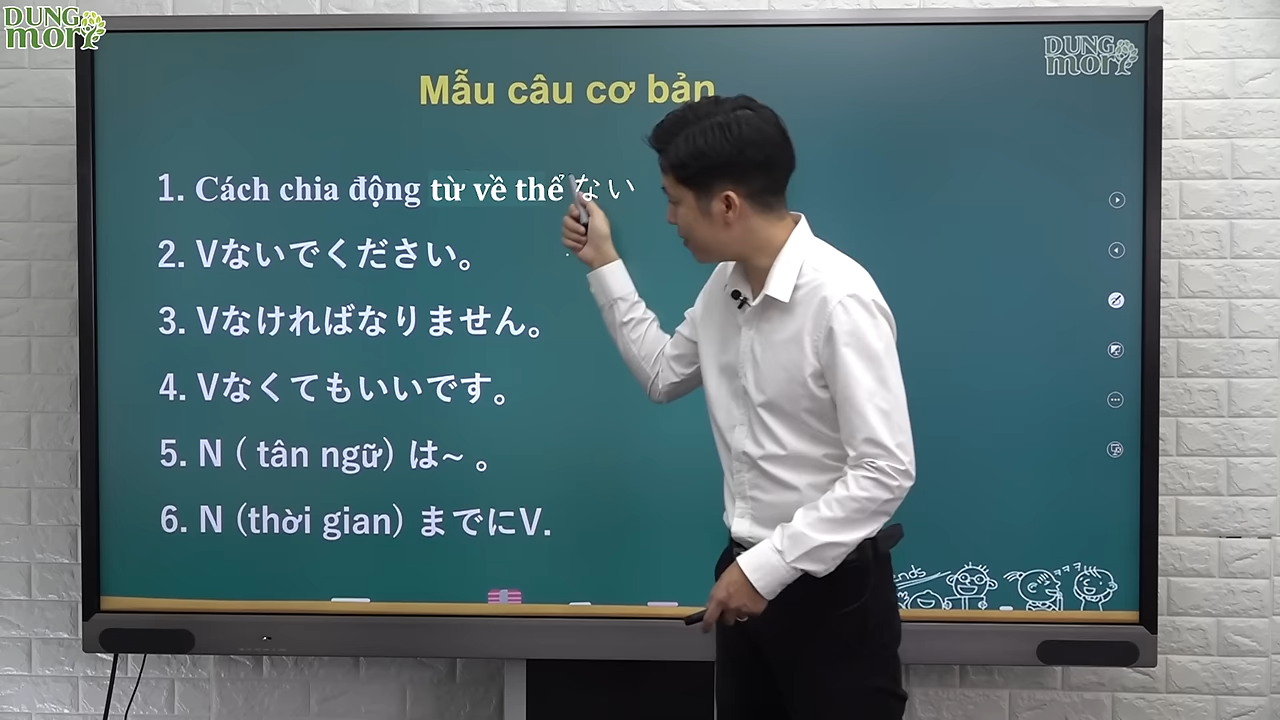 DUNG
mori
DUNG
mori
Mẫu câu cơ bản
1. Cách chia động từ về thể ない
2. Vないでください。
3. Vなければなりません。
4. Vなくてもいいです。
5. N ( tân ngữ) は~ 。
6. N (thời gian) までにV.